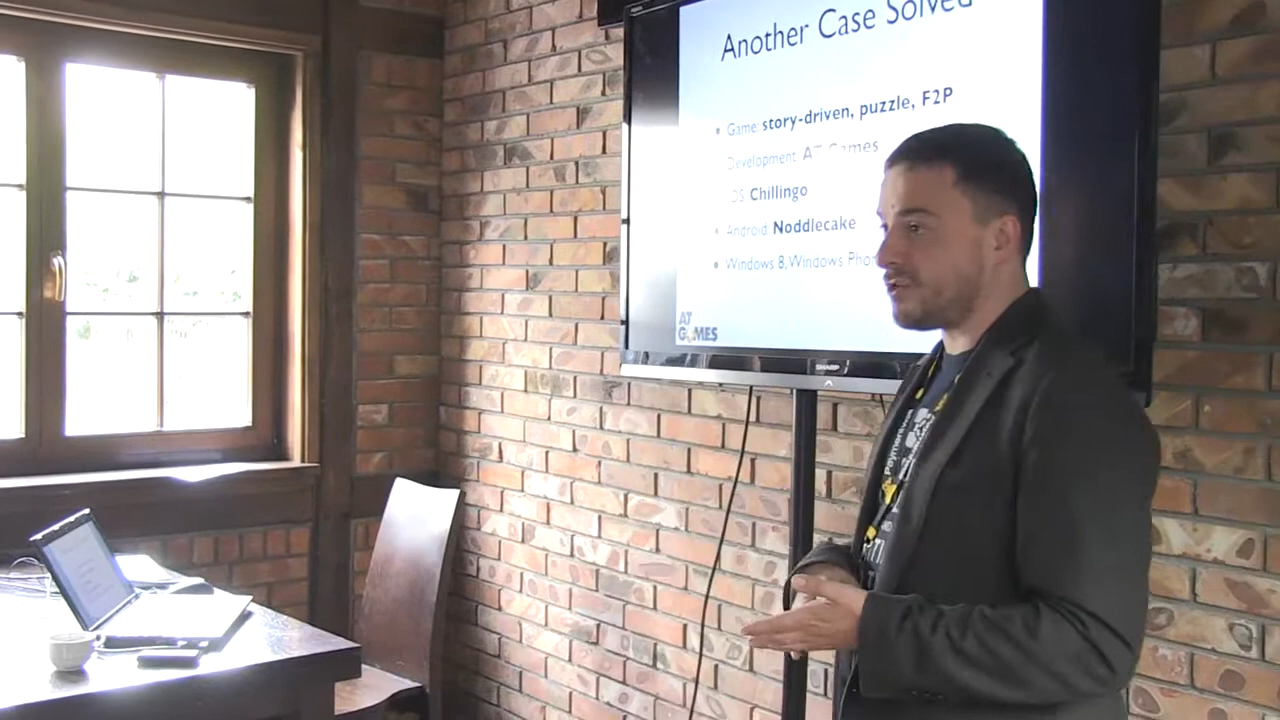 Another Case Solved
• Game: story-driven, puzzle, F2P
Development AT Games
OS Chillingo
• Android: Noddlecake
• Windows 8, Windows Phon
AT
GAMES
SHARP